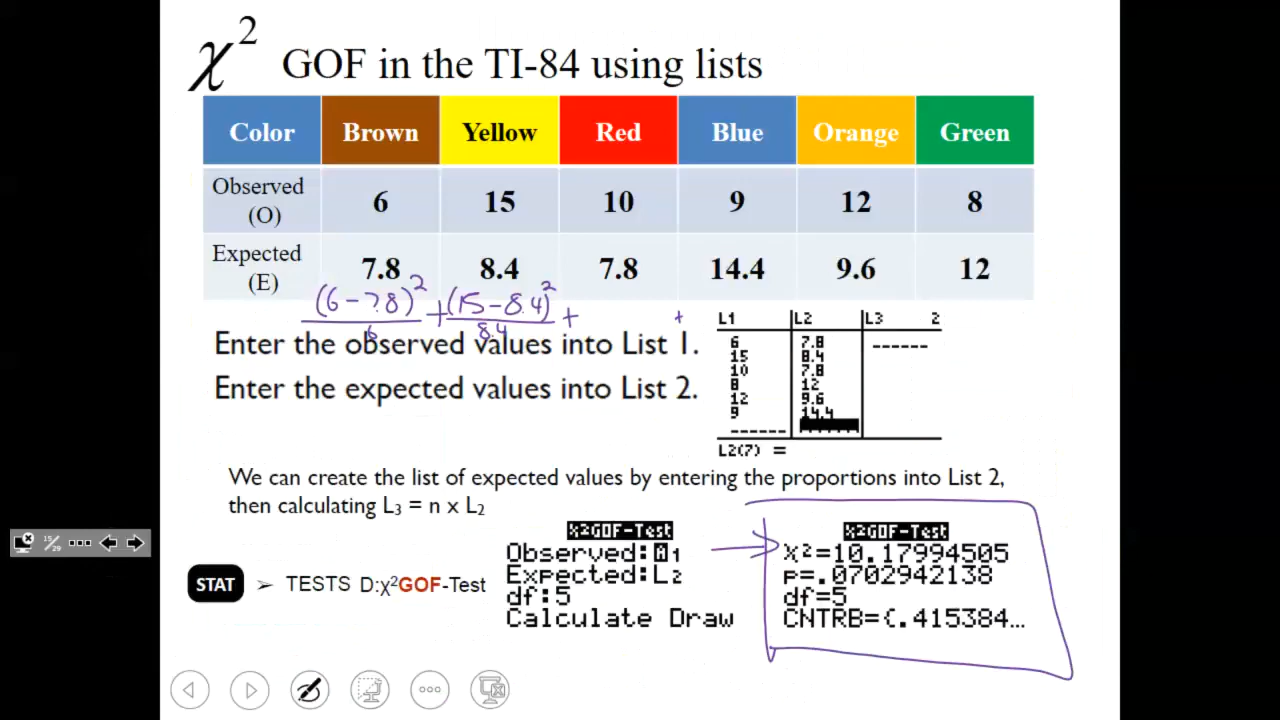 χ² GOF in the TI-84 using lists
Color Brown Yellow Red Blue Orange Green
Observed (O) 6 15 10 9 12 8
Expected (E) 7.8 8.4 7.8 14.4 9.6 12
(6-7.8)²/6 + (15-8.4)²/8.4 + +
Enter the observed values into List 1.
Enter the expected values into List 2.
L1 L2 L3 2
6 7.8 ------
15 8.4
10 7.8
8 12
12 9.6
9 14.4
------
L2(7) =
We can create the list of expected values by entering the proportions into List 2,
then calculating L₃ = n x L₂
STAT ➢ TESTS D:χ²GOF-Test
χ²GOF-Test
Observed:L1
Expected:L2
df:5
Calculate Draw
χ²GOF-Test
χ²=10.17994505
p=.0702942138
df=5
CNTRB={.415384…
15/29